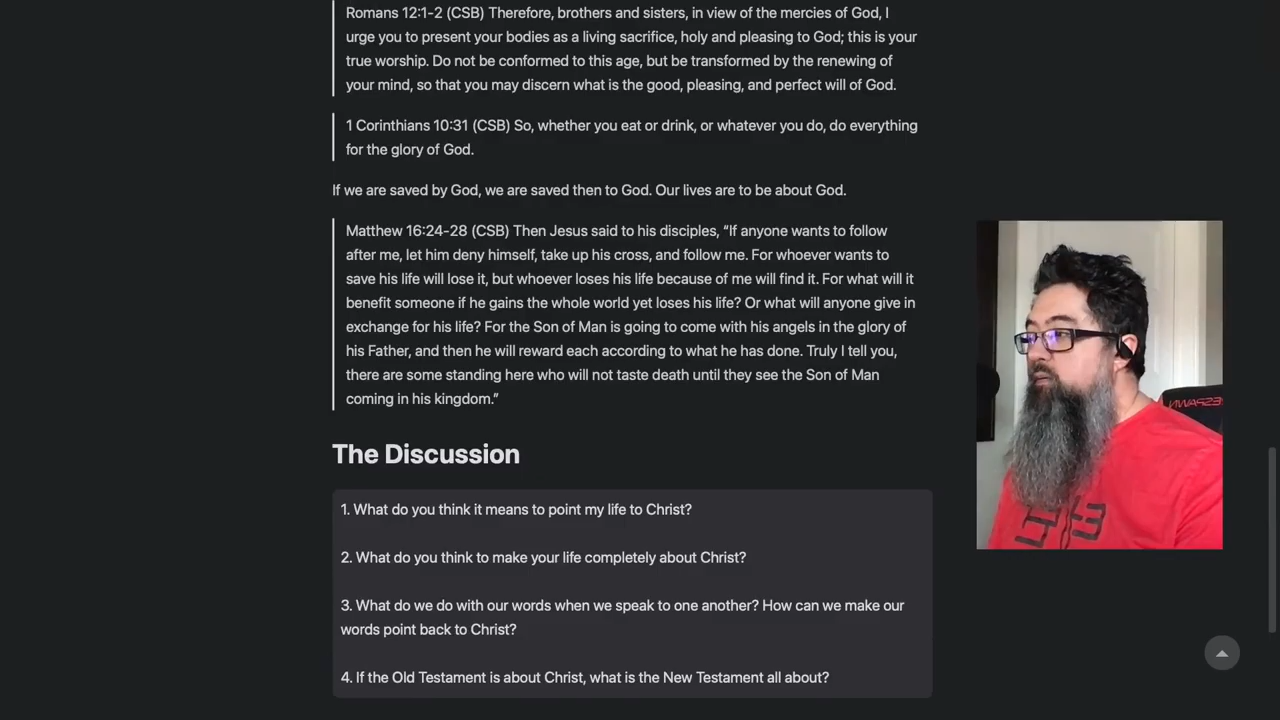 Romans 12:1-2 (CSB) Therefore, brothers and sisters, in view of the mercies of God, I
urge you to present your bodies as a living sacrifice, holy and pleasing to God; this is your
true worship. Do not be conformed to this age, but be transformed by the renewing of
your mind, so that you may discern what is the good, pleasing, and perfect will of God.
1 Corinthians 10:31 (CSB) So, whether you eat or drink, or whatever you do, do everything
for the glory of God.
If we are saved by God, we are saved then to God. Our lives are to be about God.
Matthew 16:24-28 (CSB) Then Jesus said to his disciples, “If anyone wants to follow
after me, let him deny himself, take up his cross, and follow me. For whoever wants to
save his life will lose it, but whoever loses his life because of me will find it. For what will it
benefit someone if he gains the whole world yet loses his life? Or what will anyone give in
exchange for his life? For the Son of Man is going to come with his angels in the glory of
his Father, and then he will reward each according to what he has done. Truly I tell you,
there are some standing here who will not taste death until they see the Son of Man
coming in his kingdom.”
The Discussion
1. What do you think it means to point my life to Christ?
2. What do you think to make your life completely about Christ?
3. What do we do with our words when we speak to one another? How can we make our
words point back to Christ?
4. If the Old Testament is about Christ, what is the New Testament all about?